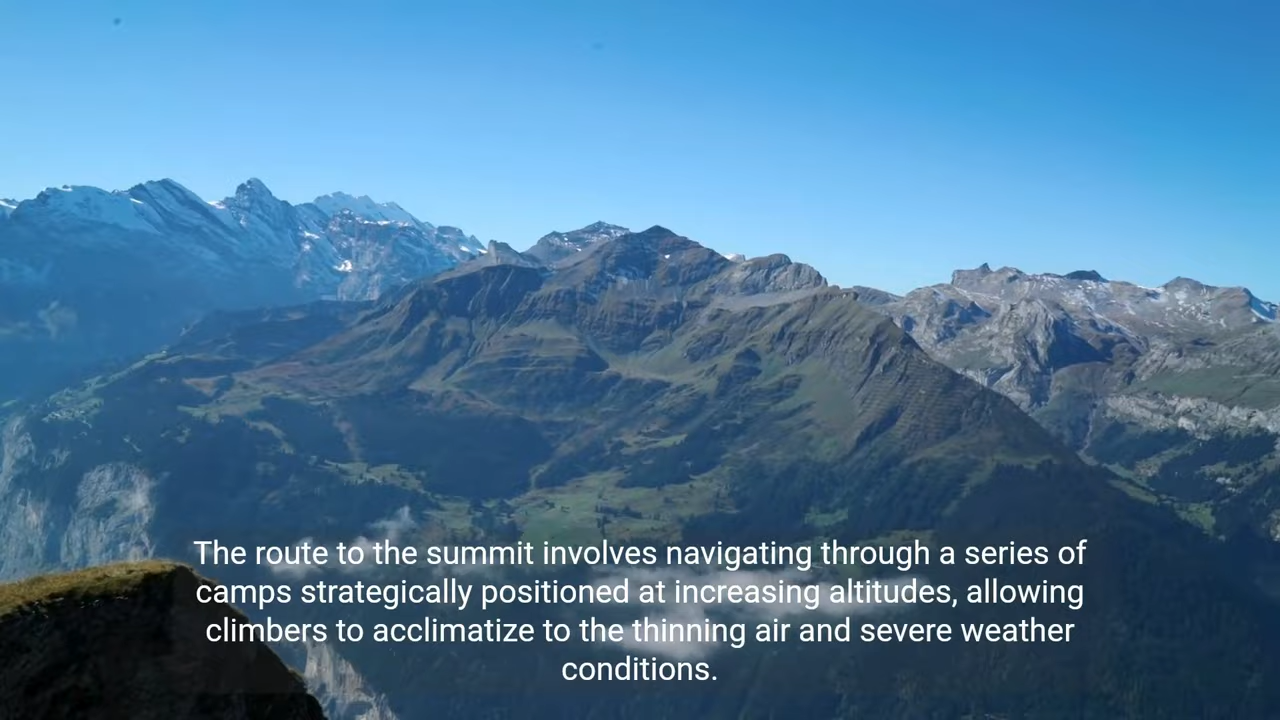 The route to the summit involves navigating through a series of
camps strategically positioned at increasing altitudes, allowing
climbers to acclimatize to the thinning air and severe weather
conditions.